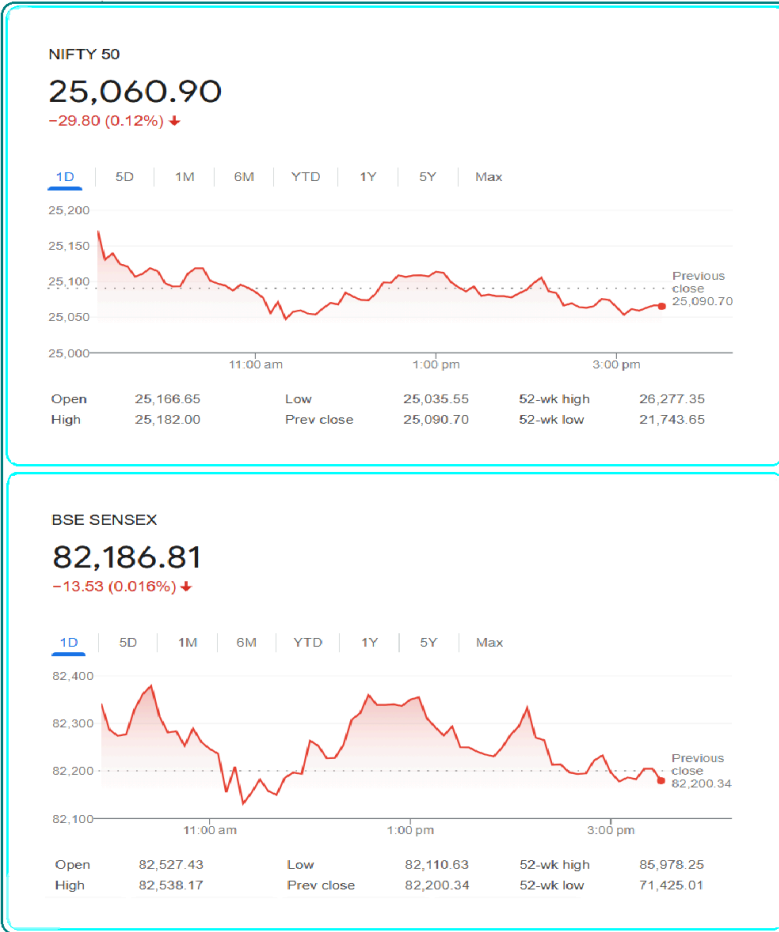 NIFTY 50
25,060.90
−29.80 (0.12%) ↓
1D 5D 1M 6M YTD 1Y 5Y Max
25,200
25,150
25,100
25,050
25,000
Previous
close
25,090.70
11:00 am 1:00 pm 3:00 pm
Open 25,166.65 Low 25,035.55 52-wk high 26,277.35
High 25,182.00 Prev close 25,090.70 52-wk low 21,743.65
BSE SENSEX
82,186.81
−13.53 (0.016%) ↓
1D 5D 1M 6M YTD 1Y 5Y Max
82,400
82,300
82,200
82,100
Previous
close
82,200.34
11:00 am 1:00 pm 3:00 pm
Open 82,527.43 Low 82,110.63 52-wk high 85,978.25
High 82,538.17 Prev close 82,200.34 52-wk low 71,425.01